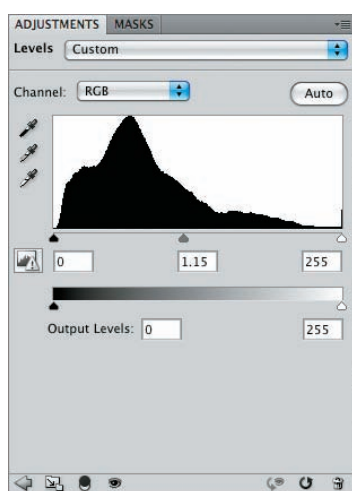 ADJUSTMENTS MASKS
Levels Custom
Channel: RGB Auto
0 1.15 255
Output Levels: 0 255